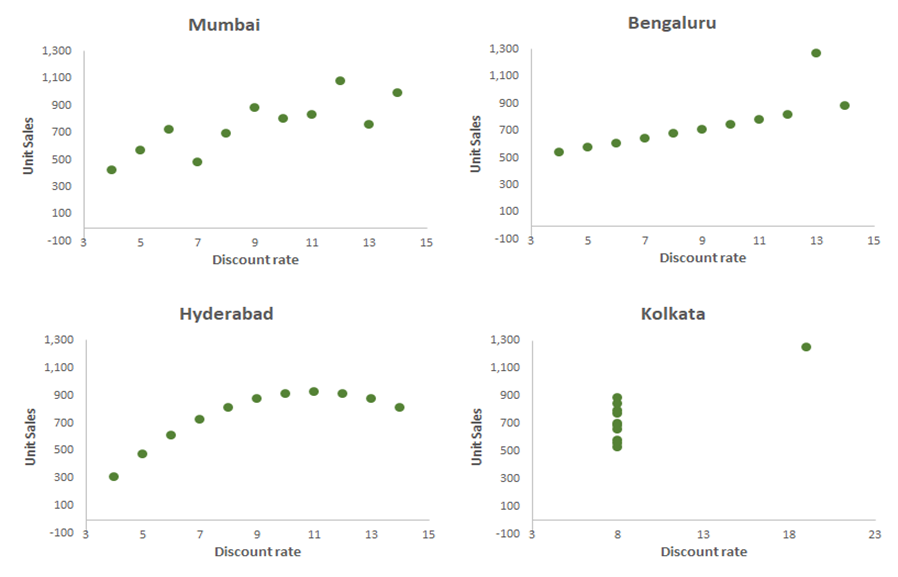 Mumbai
1,300
1,100
900
700
500
300
100
-100
3 5 7 9 11 13 15
Unit Sales
Discount rate
Bengaluru
1,300
1,100
900
700
500
300
100
-100
3 5 7 9 11 13 15
Unit Sales
Discount rate
Hyderabad
1,300
1,100
900
700
500
300
100
-100
3 5 7 9 11 13 15
Unit Sales
Discount rate
Kolkata
1,300
1,100
900
700
500
300
100
-100
3 8 13 18 23
Unit Sales
Discount rate